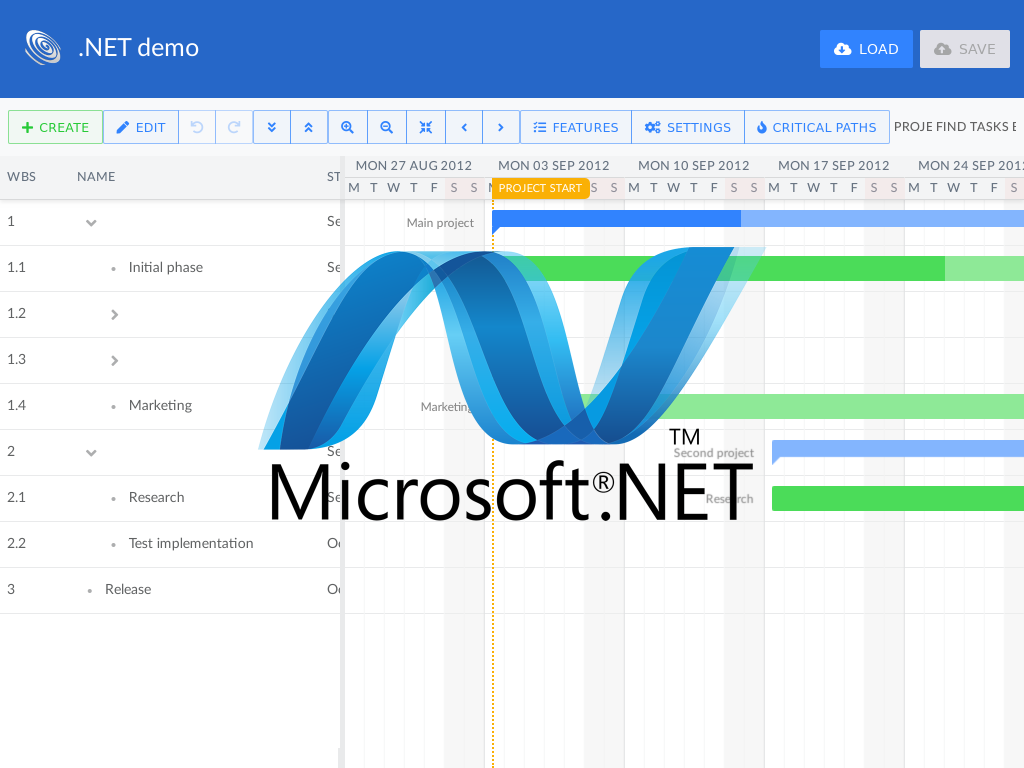 .NET demo
LOAD
SAVE
CREATE
EDIT
FEATURES
SETTINGS
CRITICAL PATHS
PROJE FIND TASKS
WBS NAME ST
MON 27 AUG 2012 MON 03 SEP 2012 MON 10 SEP 2012 MON 17 SEP 2012 MON 24 SEP 2012
M T W T F S S M PROJECT START S S M T W T F S S M T W T F S S M T W T F S
1 Se Main project
1.1 Initial phase Se
1.2
1.3
1.4 Marketing Marketing
TM
2 Se Second project
Microsoft®.NET
2.1 Research Se Research
2.2 Test implementation Oc
3 Release Oc